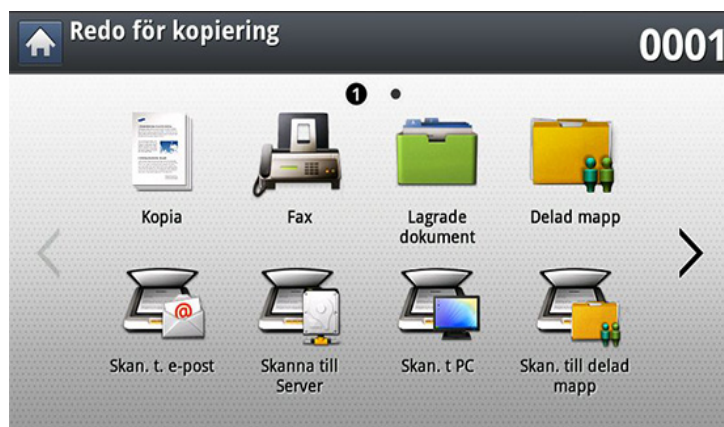 Redo för kopiering
0001
1
Kopia
Fax
Lagrade
dokument
Delad mapp
Skan. t. e-post
Skanna till
Server
Skan. t PC
Skan. till delad
mapp